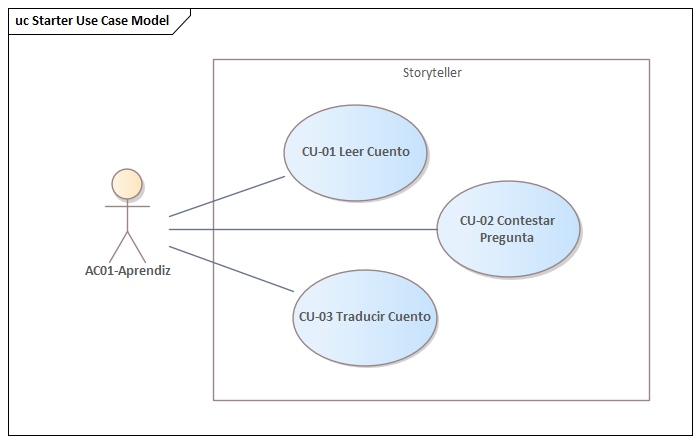 uc Starter Use Case Model
Storyteller
CU-01 Leer Cuento
CU-02 Contestar
Pregunta
AC01-Aprendiz
CU-03 Traducir Cuento